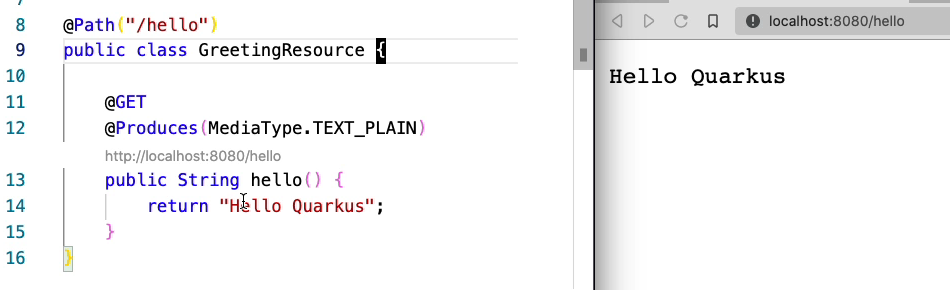 8 @Path("/hello")
9 public class GreetingResource {
10
11 @GET
12 @Produces(MediaType.TEXT_PLAIN)
http://localhost:8080/hello
13 public String hello() {
14 return "Hello Quarkus";
15 }
16 }
localhost:8080/hello
Hello Quarkus